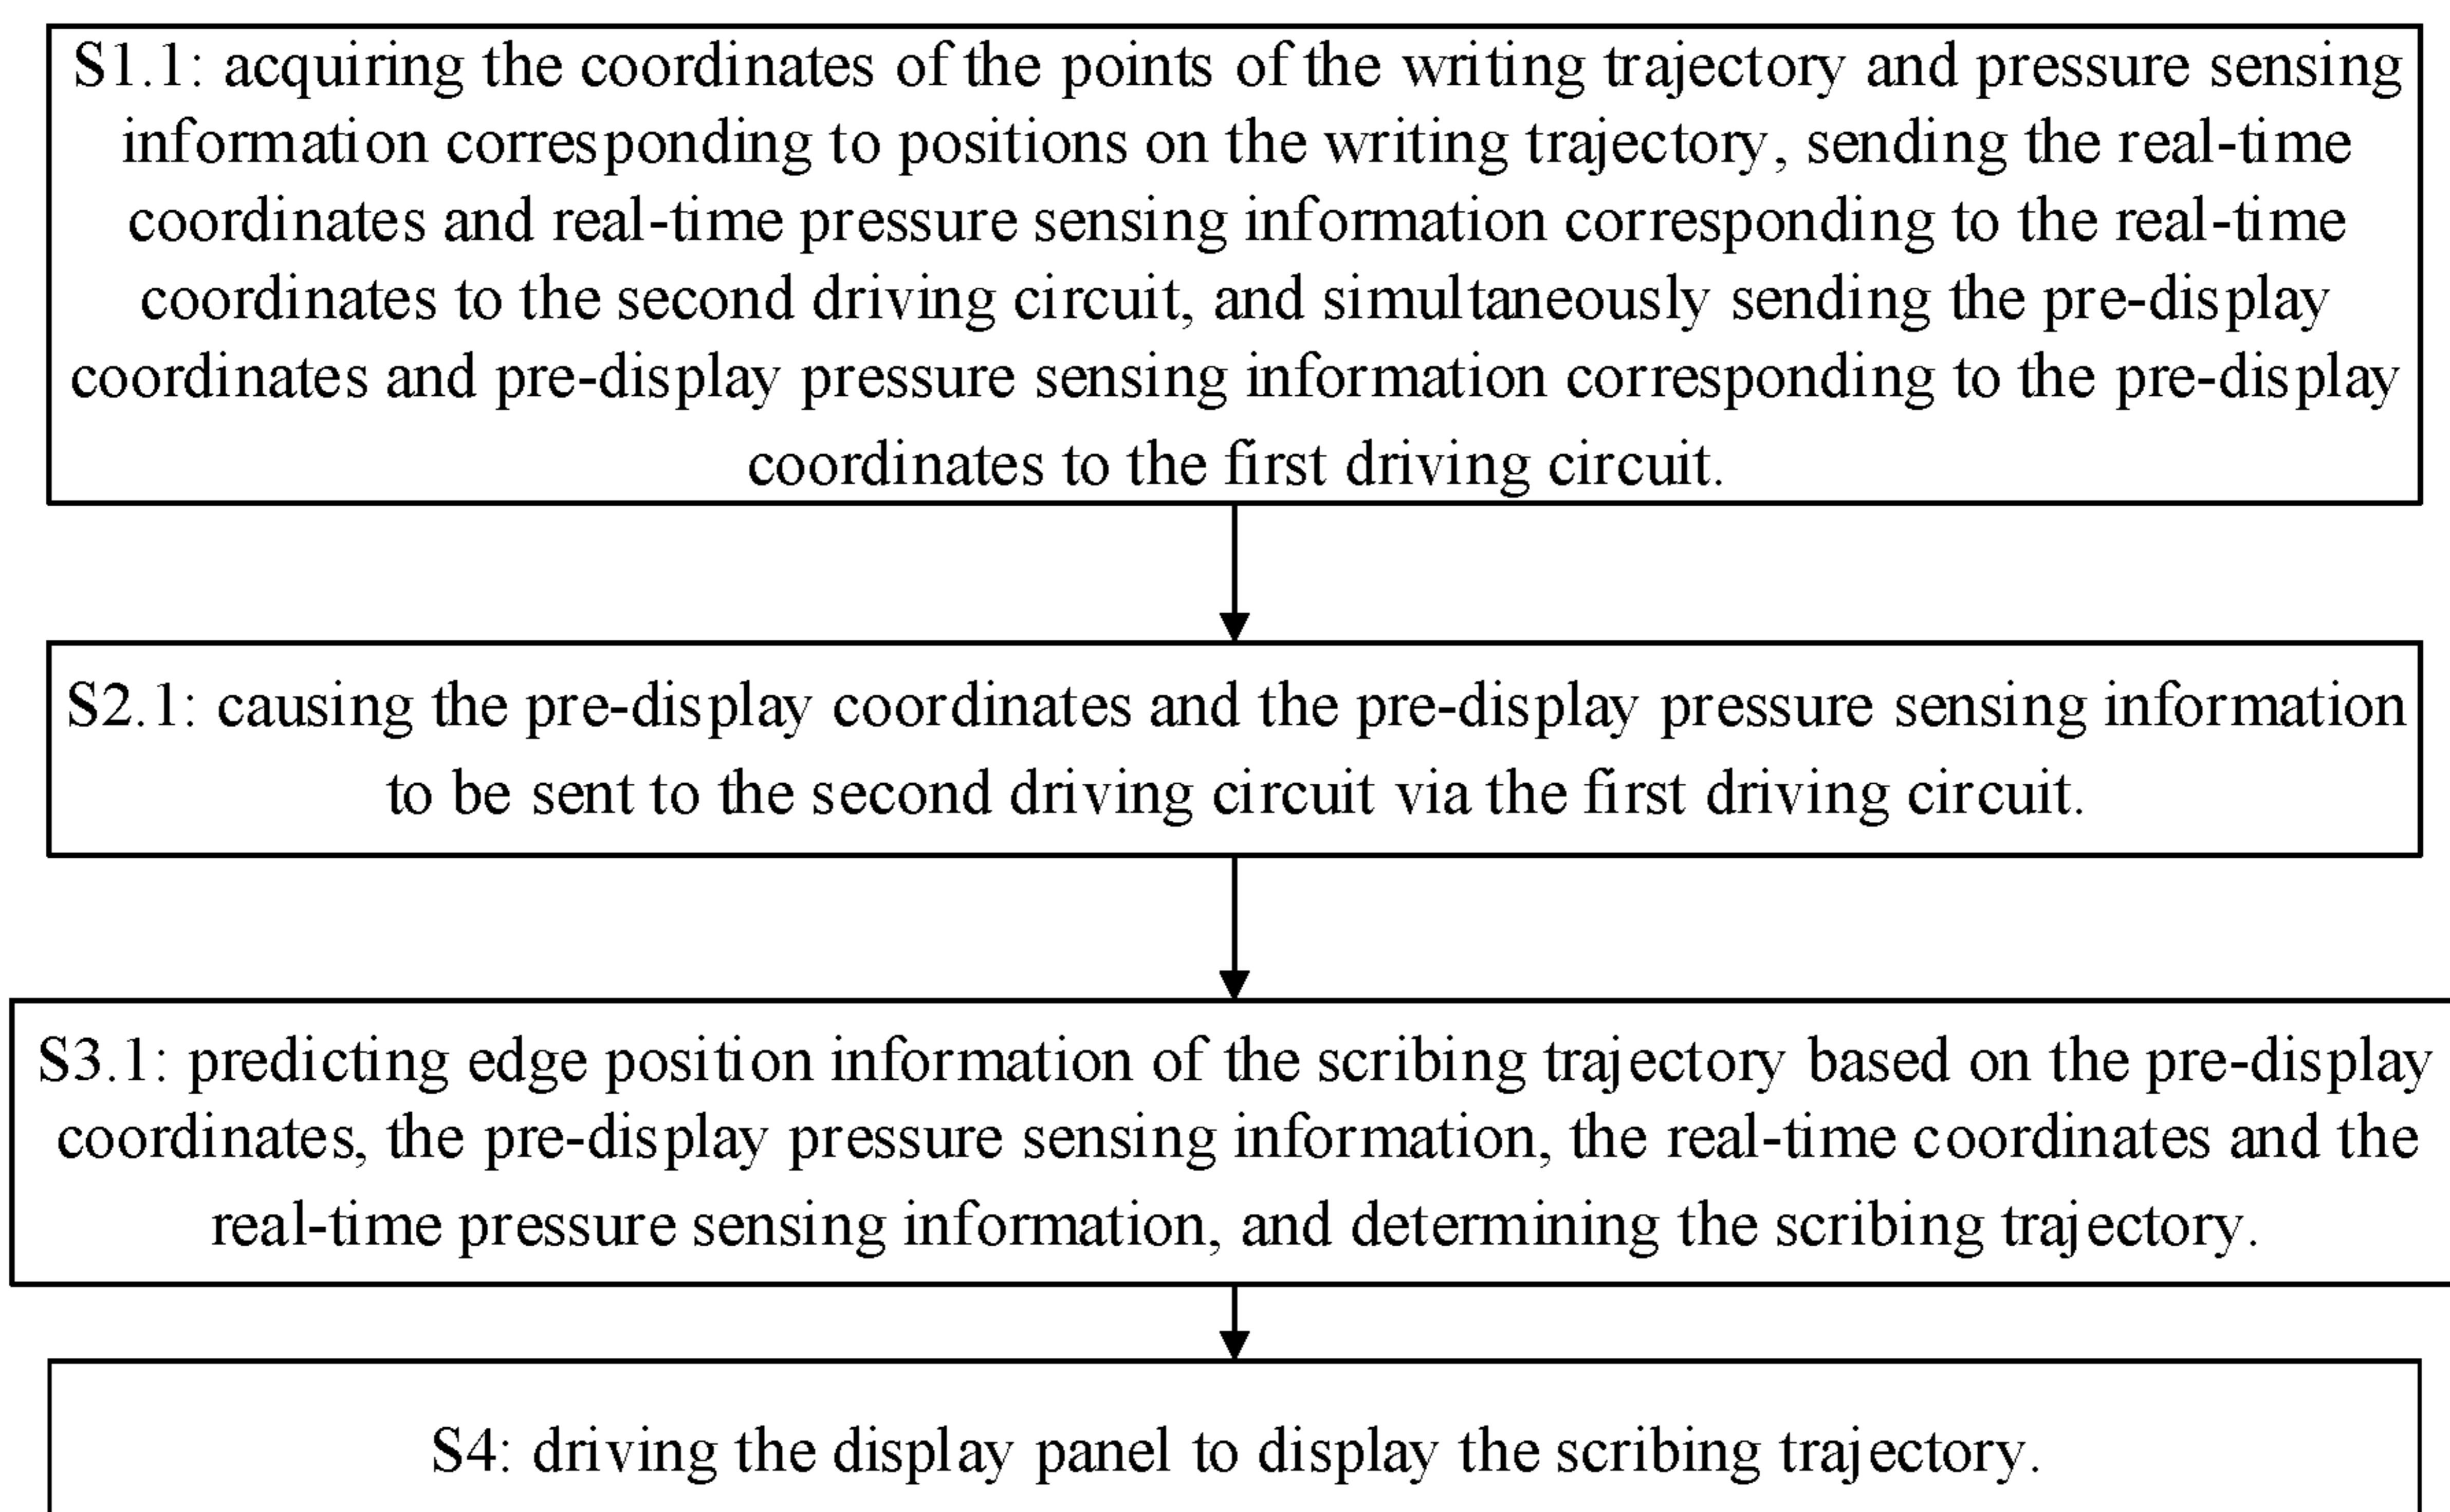 S1.1: acquiring the coordinates of the points of the writing trajectory and pressure sensing
information corresponding to positions on the writing trajectory, sending the real-time
coordinates and real-time pressure sensing information corresponding to the real-time
coordinates to the second driving circuit, and simultaneously sending the pre-display
coordinates and pre-display pressure sensing information corresponding to the pre-display
coordinates to the first driving circuit.
S2.1: causing the pre-display coordinates and the pre-display pressure sensing information
to be sent to the second driving circuit via the first driving circuit.
S3.1: predicting edge position information of the scribing trajectory based on the pre-display
coordinates, the pre-display pressure sensing information, the real-time coordinates and the
real-time pressure sensing information, and determining the scribing trajectory.
S4: driving the display panel to display the scribing trajectory.